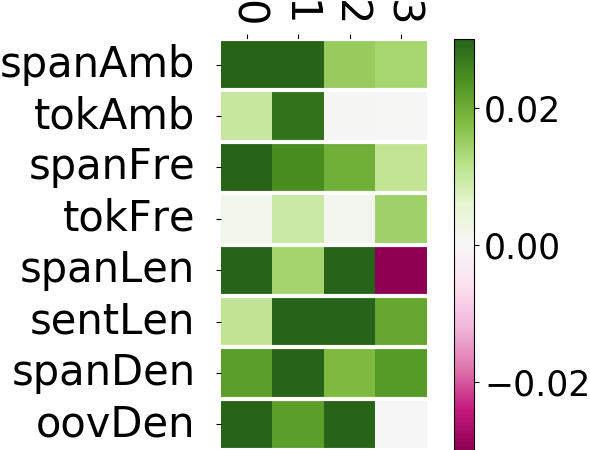 0 1 2 3
spanAmb
tokAmb
spanFre
tokFre
spanLen
sentLen
spanDen
oovDen
0.02
0.00
−0.02